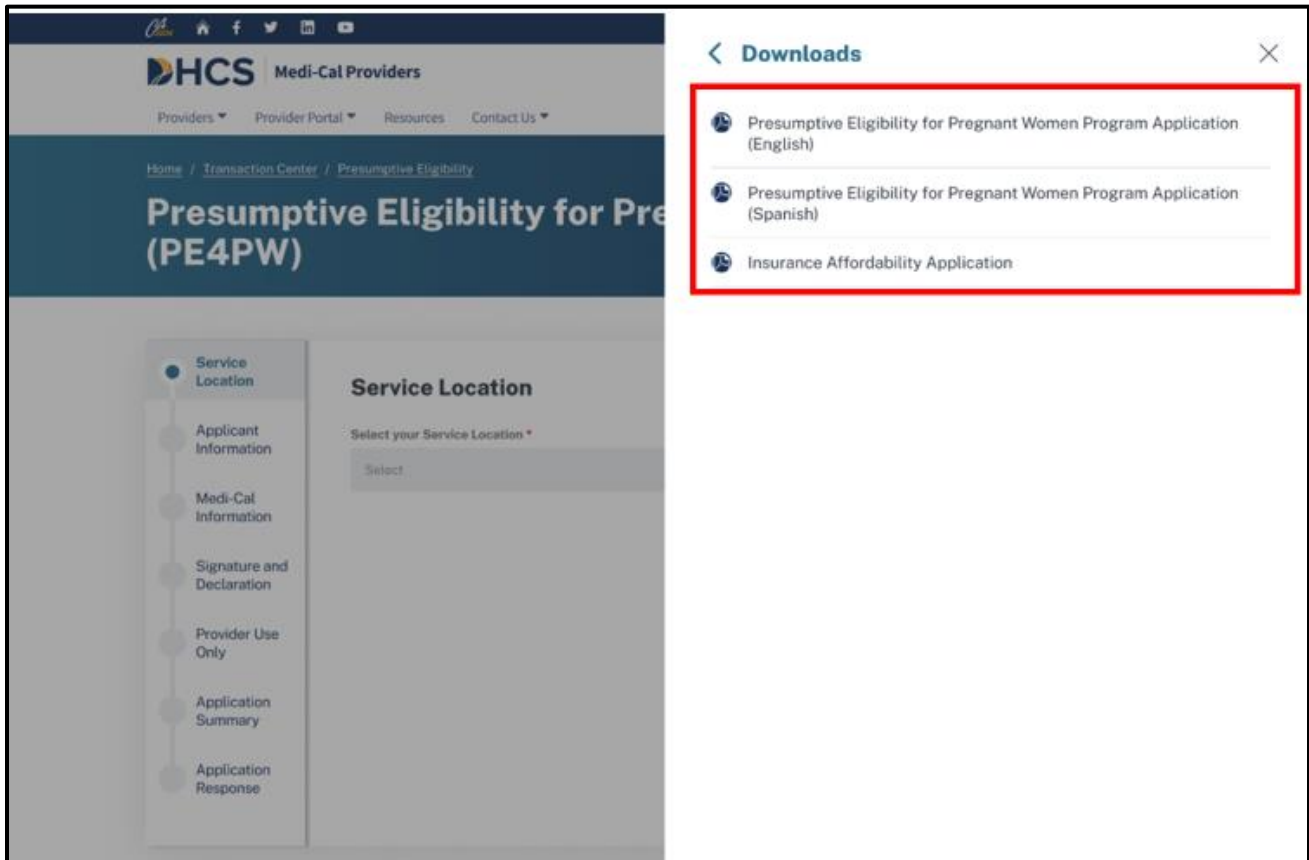 DHCS Medi-Cal Providers
Providers Provider Portal Resources Contact Us
Home / Transaction Center / Presumptive Eligibility
Presumptive Eligibility for Pre
(PE4PW)
Service
Location
Applicant
Information
Medi-Cal
Information
Signature and
Declaration
Provider Use
Only
Application
Summary
Application
Response
Service Location
Select your Service Location *
Select
Downloads
Presumptive Eligibility for Pregnant Women Program Application
(English)
Presumptive Eligibility for Pregnant Women Program Application
(Spanish)
Insurance Affordability Application